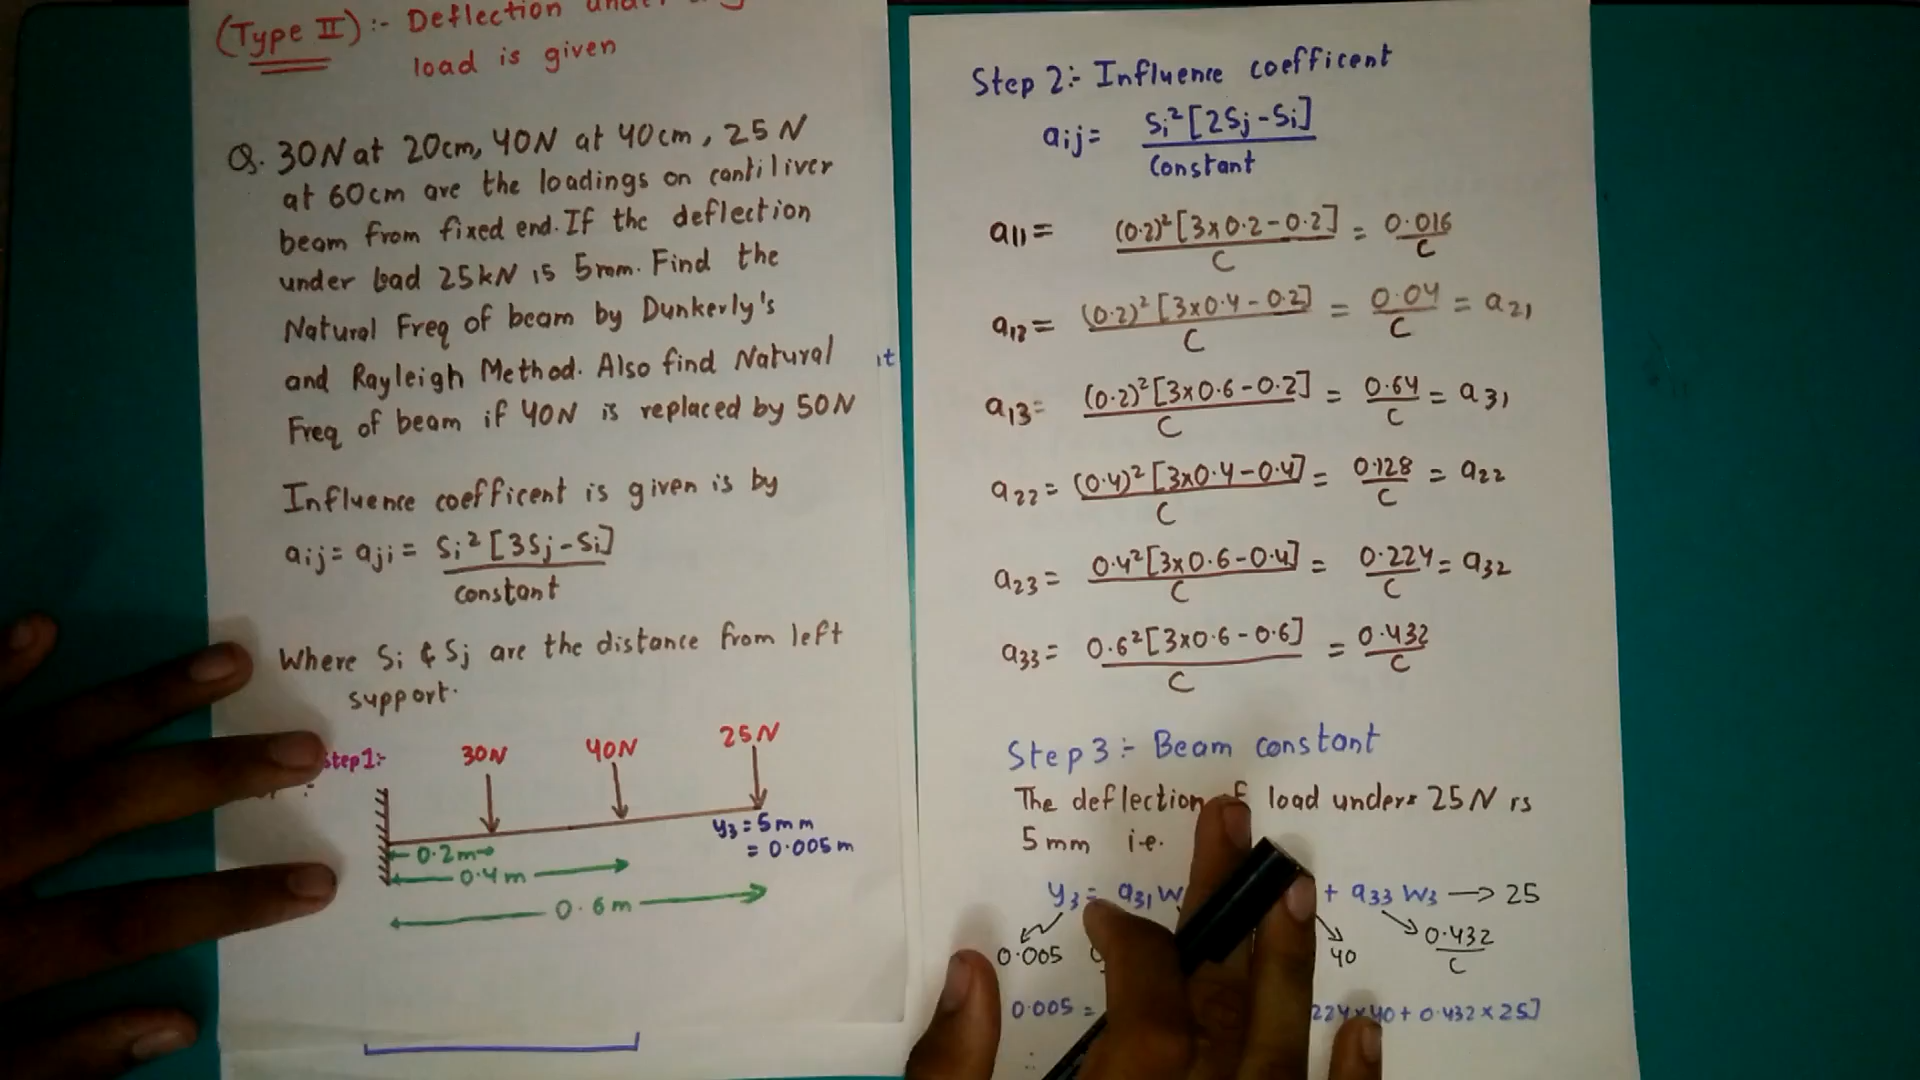 (Type II) :- Deflection
load is given
Q. 30N at 20cm, 40N at 40cm, 25N
at 60cm are the loadings on cantiliver
beam from fixed end. If the deflection
under load 25kN is 5mm. Find the
Natural Freq of beam by Dunkerly's
and Rayleigh Method. Also find Natural
Freq of beam if 40N is replaced by 50N
Influence coefficent is given is by
aij = aji = Si² [3Sj - Si]
constant
Where Si & Sj are the distance from left
support.
Step 1:-
30N 40N 25N
y3 = 5mm
= 0.005 m
0.2m
0.4 m
0.6 m
it
Step 2:- Influence coefficent
aij = Si² [2Sj - Si]
Constant
a11 = (0.2)² [3x0.2 - 0.2] = 0.016
C C
a12 = (0.2)² [3x0.4 - 0.2] = 0.04 = a21
C C
a13 = (0.2)² [3x0.6 - 0.2] = 0.64 = a31
C C
a22 = (0.4)² [3x0.4 - 0.4] = 0.128 = a22
C C
a23 = 0.4² [3x0.6 - 0.4] = 0.224 = a32
C C
a33 = 0.6² [3x0.6 - 0.6] = 0.432
C C
Step 3 :- Beam constant
The deflection of load under 25N is
5mm i.e.
y3 = a31 W + a33 W3 → 25
0.005 40 0.432
C
0.005 = 224x40 + 0.432 x 25]